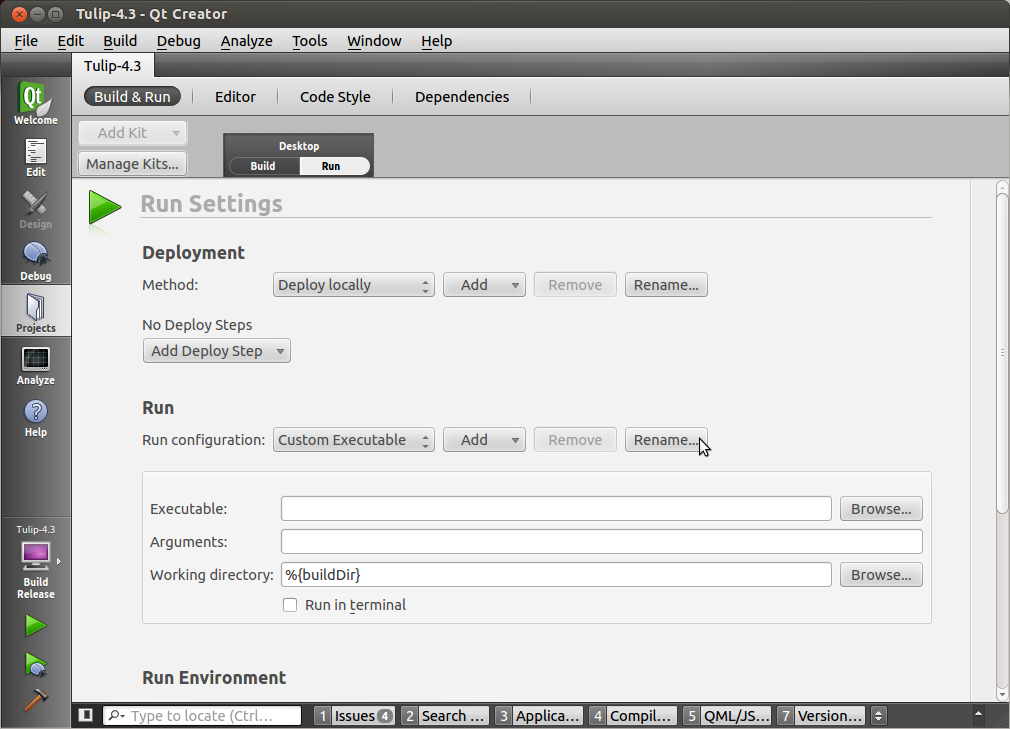 Tulip-4.3 - Qt Creator
File Edit Build Debug Analyze Tools Window Help
Tulip-4.3
Qt
Welcome
Edit
Design
Debug
Projects
Analyze
?
Help
Tulip-4.3
Build
Release
Build & Run Editor Code Style Dependencies
Add Kit
Manage Kits...
Desktop
Build Run
Run Settings
Deployment
Method: Deploy locally Add Remove Rename...
No Deploy Steps
Add Deploy Step
Run
Run configuration: Custom Executable Add Remove Rename...
Executable: Browse...
Arguments:
Working directory: %{buildDir} Browse...
Run in terminal
Run Environment
Type to locate (Ctrl... 1 Issues 4 2 Search ... 3 Applica... 4 Compil... 5 QML/JS... 7 Version...